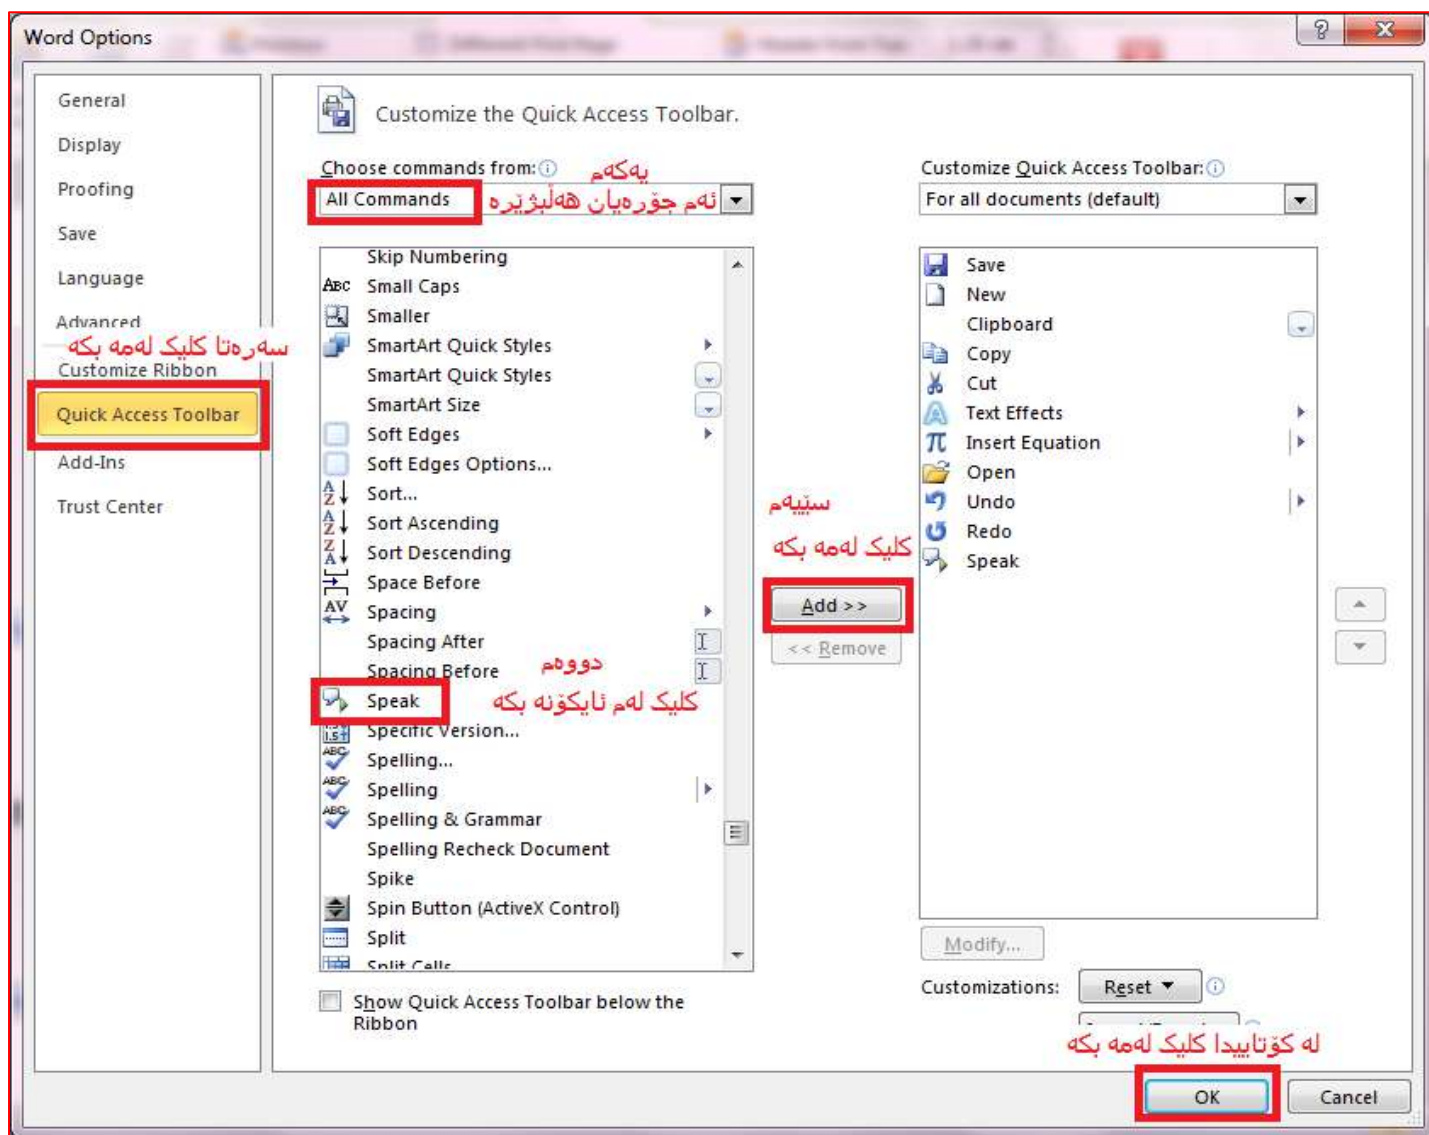 Word Options
General
Display
Proofing
Save
Language
Advanced
سەرەتا کلیک لەمە بکە
Customize Ribbon
Quick Access Toolbar
Add-Ins
Trust Center
Customize the Quick Access Toolbar.
Choose commands from:
یەکەم
All Commands
ئەم جۆرەیان هەڵبژێرە
Skip Numbering
ABC Small Caps
Smaller
SmartArt Quick Styles
SmartArt Quick Styles
SmartArt Size
Soft Edges
Soft Edges Options...
Sort...
Sort Ascending
Sort Descending
Space Before
Spacing
Spacing After
Spacing Before
دووەم
Speak
کلیک لەم ئایکۆنە بکە
Specific Version...
Spelling...
Spelling
Spelling & Grammar
Spelling Recheck Document
Spike
Spin Button (ActiveX Control)
Split
Split Cells
Show Quick Access Toolbar below the
Ribbon
سێیەم
کلیک لەمە بکە
Add >>
<< Remove
Customize Quick Access Toolbar:
For all documents (default)
Save
New
Clipboard
Copy
Cut
Text Effects
Insert Equation
Open
Undo
Redo
Speak
Modify...
Customizations:
Reset
لە کۆتاییدا کلیک لەمە بکە
OK
Cancel